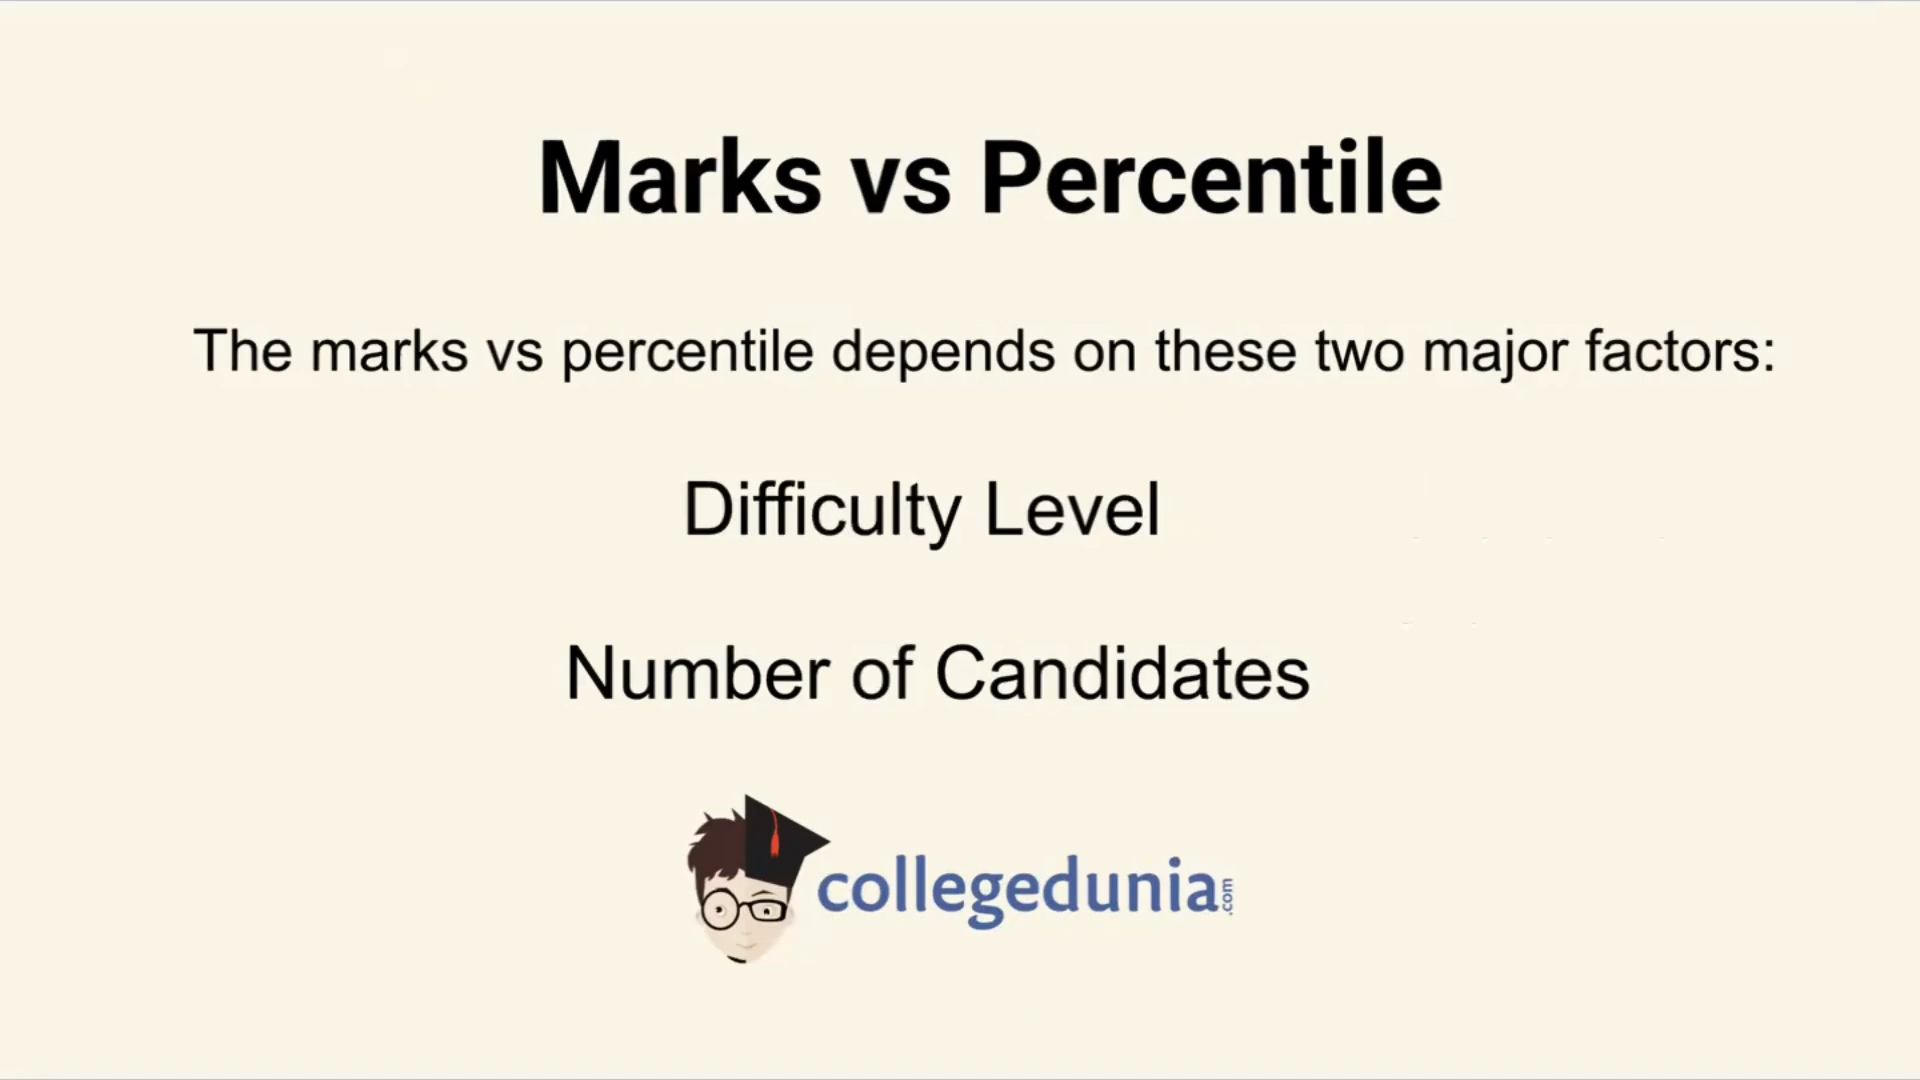 Marks vs Percentile
The marks vs percentile depends on these two major factors:
Difficulty Level
Number of Candidates
collegedunia.com